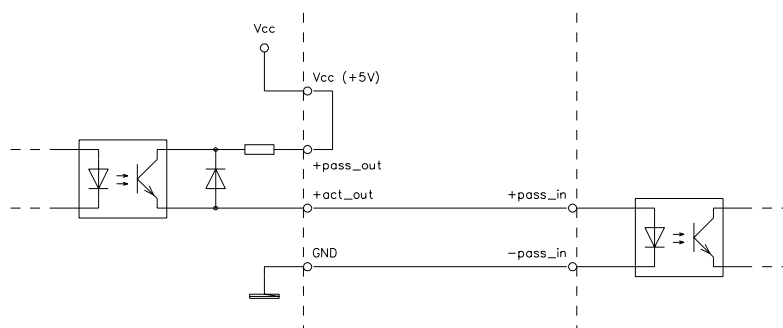 Vcc
Vcc (+5V)
+pass_out
+act_out
+pass_in
GND
-pass_in